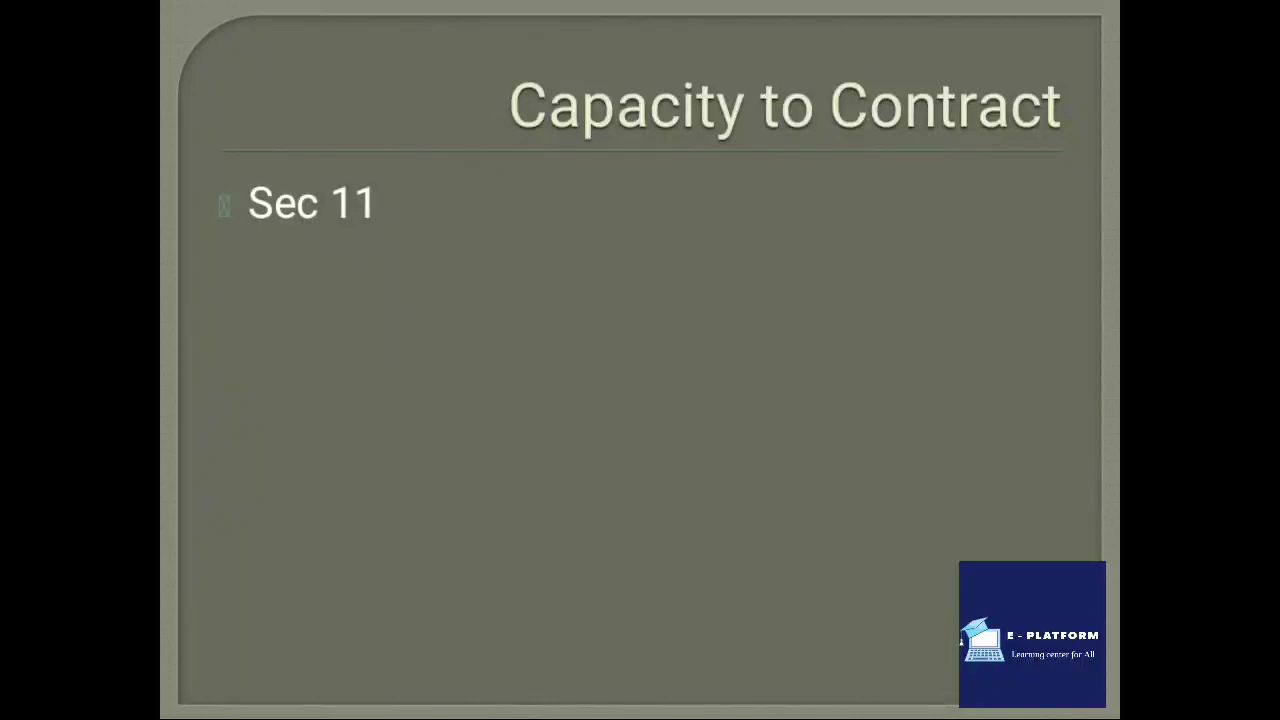 Capacity to Contract
Sec 11
E - PLATFORM
Learning center for All